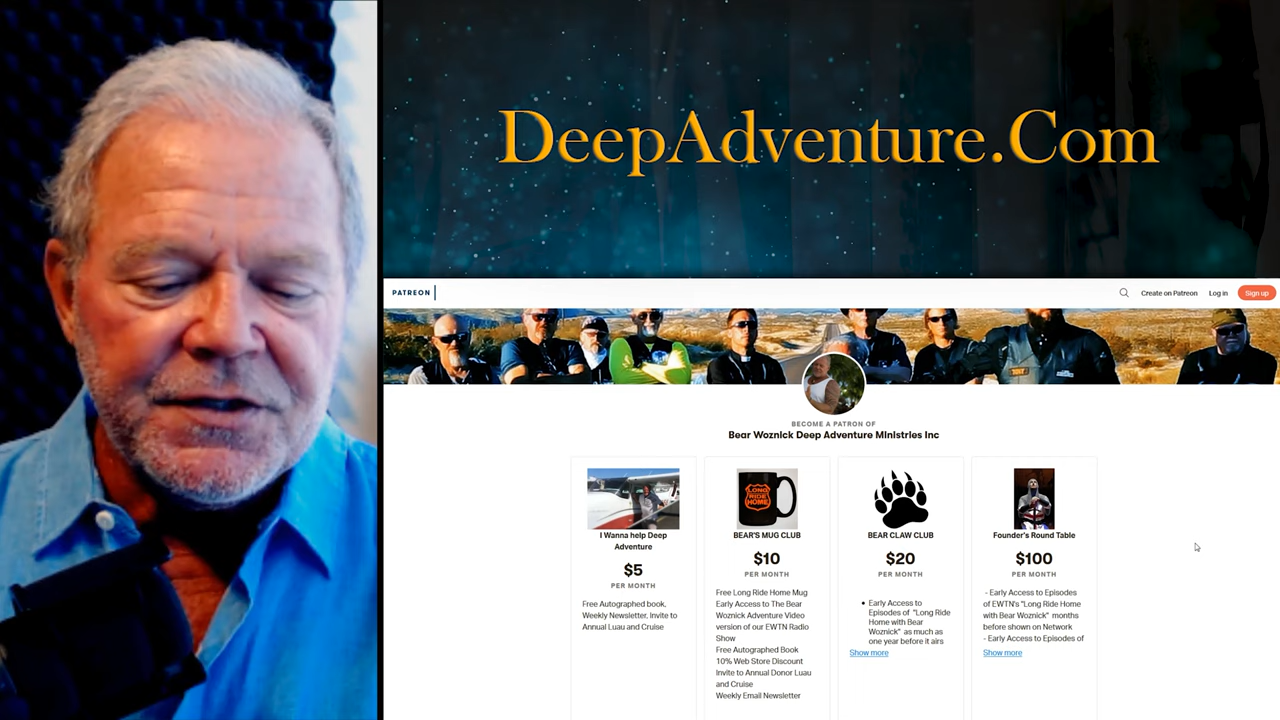 DeepAdventure.Com
PATREON
Create on Patreon
Log in
Sign up
BECOME A PATRON OF
Bear Woznick Deep Adventure Ministries Inc
I Wanna help Deep
Adventure
$5
PER MONTH
Free Autographed book,
Weekly Newsletter, Invite to
Annual Luau and Cruise
LONG
RIDE
HOME
BEAR'S MUG CLUB
$10
PER MONTH
Free Long Ride Home Mug
Early Access to The Bear
Woznick Adventure Video
version of our EWTN Radio
Show
Free Autographed Book
10% Web Store Discount
Invite to Annual Donor Luau
and Cruise
Weekly Email Newsletter
BEAR CLAW CLUB
$20
PER MONTH
• Early Access to
Episodes of "Long Ride
Home with Bear
Woznick" as much as
one year before it airs
Show more
Founder's Round Table
$100
PER MONTH
- Early Access to Episodes
of EWTN's "Long Ride Home
with Bear Woznick" months
before shown on Network
- Early Access to Episodes of
Show more